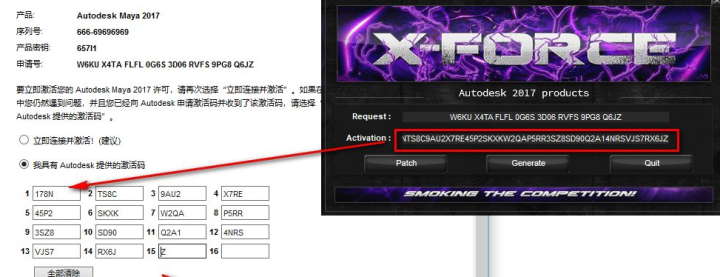 产品: Autodesk Maya 2017
序列号: 666-69696969
产品密钥: 657I1
申请号: W6KU X4TA FLFL 0G6S 3D06 RVFS 9PG8 Q6JZ
要立即激活您的 Autodesk Maya 2017 许可，请再次选择“立即连接并激活”。如果在
中您仍然遇到问题，并且您已经向 Autodesk 申请激活码并收到了该激活码，请选择“
Autodesk 提供的激活码”。
立即连接并激活! (建议)
我具有 Autodesk 提供的激活码
1 178N 2 TS8C 3 9AU2 4 X7RE
5 45P2 6 SKXK 7 W2QA 8 P5RR
9 3SZ8 10 SD90 11 Q2A1 12 4NRS
13 VJS7 14 RX6J 15 Z 16
全部清除
X-FORCE
Autodesk 2017 products
Request : W6KU X4TA FLFL 0G6S 3D06 RVFS 9PG8 Q6JZ
Activation : NTS8C9AU2X7RE45P2SKXKW2QAP5RR3SZ8SD90Q2A14NRSVJS7RX6JZ
Patch Generate Quit
SMOKING THE COMPETITION!